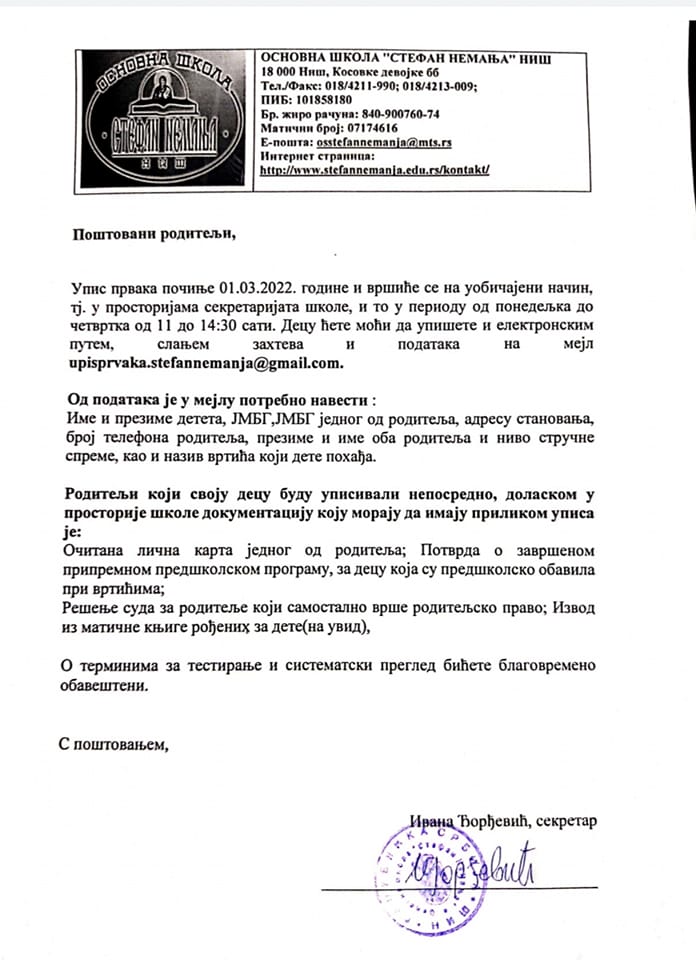 ОСНОВНА ШКОЛА
СТЕФАН НЕМАЊА
НИШ
ОСНОВНА ШКОЛА "СТЕФАН НЕМАЊА" НИШ
18 000 Ниш, Косовке девојке бб
Тел./Факс: 018/4211-990; 018/4213-009;
ПИБ: 101858180
Бр. жиро рачуна: 840-900760-74
Матични број: 07174616
Е-пошта: osstefannemanja@mts.rs
Интернет страница:
http://www.stefannemanja.edu.rs/kontakt/
Поштовани родитељи,
Упис првака почиње 01.03.2022. године и вршиће се на уобичајени начин,
тј. у просторијама секретаријата школе, и то у периоду од понедељка до
четвртка од 11 до 14:30 сати. Децу ћете моћи да упишете и електронским
путем, слањем захтева и података на мејл
upisprvaka.stefannemanja@gmail.com.
Од података је у мејлу потребно навести :
Име и презиме детета, ЈМБГ,ЈМБГ једног од родитеља, адресу становања,
број телефона родитеља, презиме и име оба родитеља и ниво стручне
спреме, као и назив вртића који дете похађа.
Родитељи који своју децу буду уписивали непосредно, доласком у
просторије школе документацију коју морају да имају приликом уписа
је:
Очитана лична карта једног од родитеља; Потврда о завршеном
припремном предшколском програму, за децу која су предшколско обавила
при вртићима;
Решење суда за родитеље који самостално врше родитељско право; Извод
из матичне књиге рођених за дете(на увид),
О терминима за тестирање и систематски преглед бићете благовремено
обавештени.
С поштовањем,
Ирана Ђорђевић, секретар